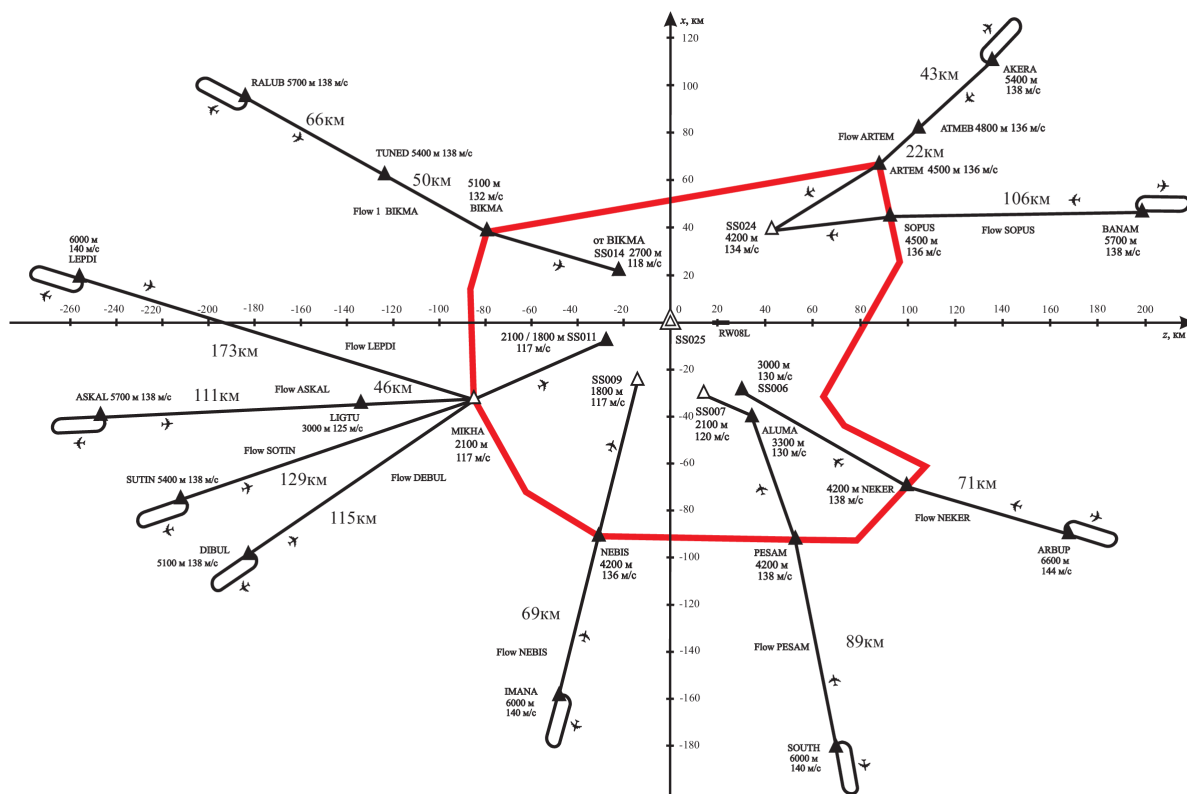 x, км
120
100
80
60
40
20
0
-20
-40
-60
-80
-100
-120
-140
-160
-180
-260
-240
-220
-200
-180
-160
-140
-120
-100
-80
-60
-40
-20
20
40
60
80
100
120
140
160
180
200
z, км
RALUB 5700 м 138 м/с
66км
TUNED 5400 м 138 м/с
50км
Flow 1 BIKMA
5100 м
132 м/с
BIKMA
от BIKMA
SS014 2700 м
118 м/с
43км
AKERA
5400 м
138 м/с
ATMEB 4800 м 136 м/с
Flow ARTEM
22км
ARTEM 4500 м 136 м/с
SS024
4200 м
134 м/с
SOPUS
4500 м
136 м/с
106км
Flow SOPUS
BANAM
5700 м
138 м/с
6000 м
140 м/с
LEPDI
173км
Flow LEPDI
2100 / 1800 м SS011
117 м/с
SS025
RW08L
ASKAL 5700 м 138 м/с
111км
Flow ASKAL
46км
LIGTU
3000 м 125 м/с
MIKHA
2100 м
117 м/с
Flow SOTIN
129км
SUTIN 5400 м 138 м/с
Flow DEBUL
115км
DIBUL
5100 м 138 м/с
SS009
1800 м
117 м/с
3000 м
130 м/с
SS006
SS007
2100 м
120 м/с
ALUMA
3300 м
130 м/с
4200 м NEKER
138 м/с
71км
Flow NEKER
ARBUP
6600 м
144 м/с
NEBIS
4200 м
136 м/с
69км
Flow NEBIS
IMANA
6000 м
140 м/с
PESAM
4200 м
138 м/с
Flow PESAM
89км
SOUTH
6000 м
140 м/с